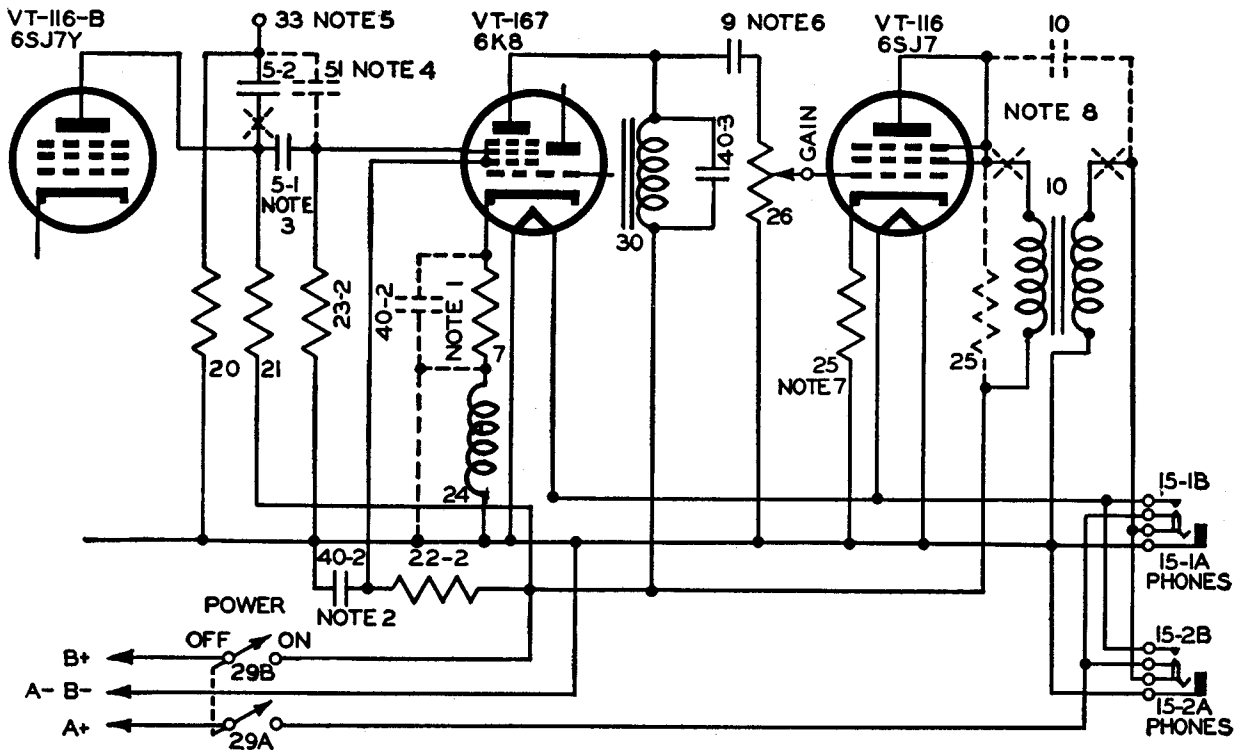 VT-116-B
6SJ7Y
33 NOTE 5
VT-167
6K8
9 NOTE 6
VT-116
6SJ7
10
5-2
51 NOTE 4
NOTE 8
5-1
NOTE
3
40-3
GAIN
10
30
26
23-2
40-2
NOTE 1
7
20
21
25
NOTE 7
25
24
15-1B
15-1A
PHONES
40-2
22-2
NOTE 2
POWER
OFF
ON
B+
29B
A- B-
A+
29A
15-2B
15-2A
PHONES